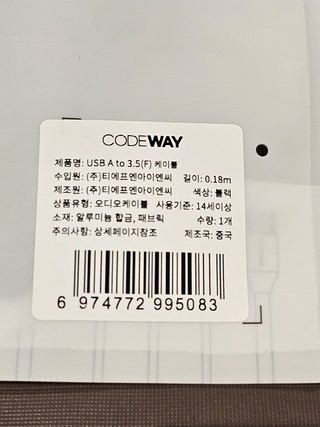 CODEWAY
제품명: USB A to 3.5(F) 케이블
수입원: (주)티에프엔아이엔씨 길이: 0.18m
제조원: (주)티에프엔아이엔씨 색상: 블랙
상품유형: 오디오케이블 사용기준: 14세이상
소재: 알루미늄 합금, 패브릭 수량: 1개
주의사항: 상세페이지참조 제조국: 중국
6 974772 995083